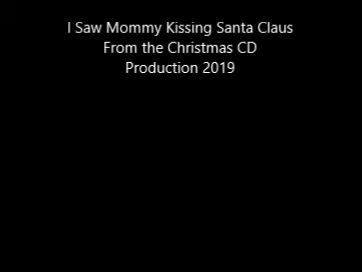 I Saw Mommy Kissing Santa Claus
From the Christmas CD
Production 2019